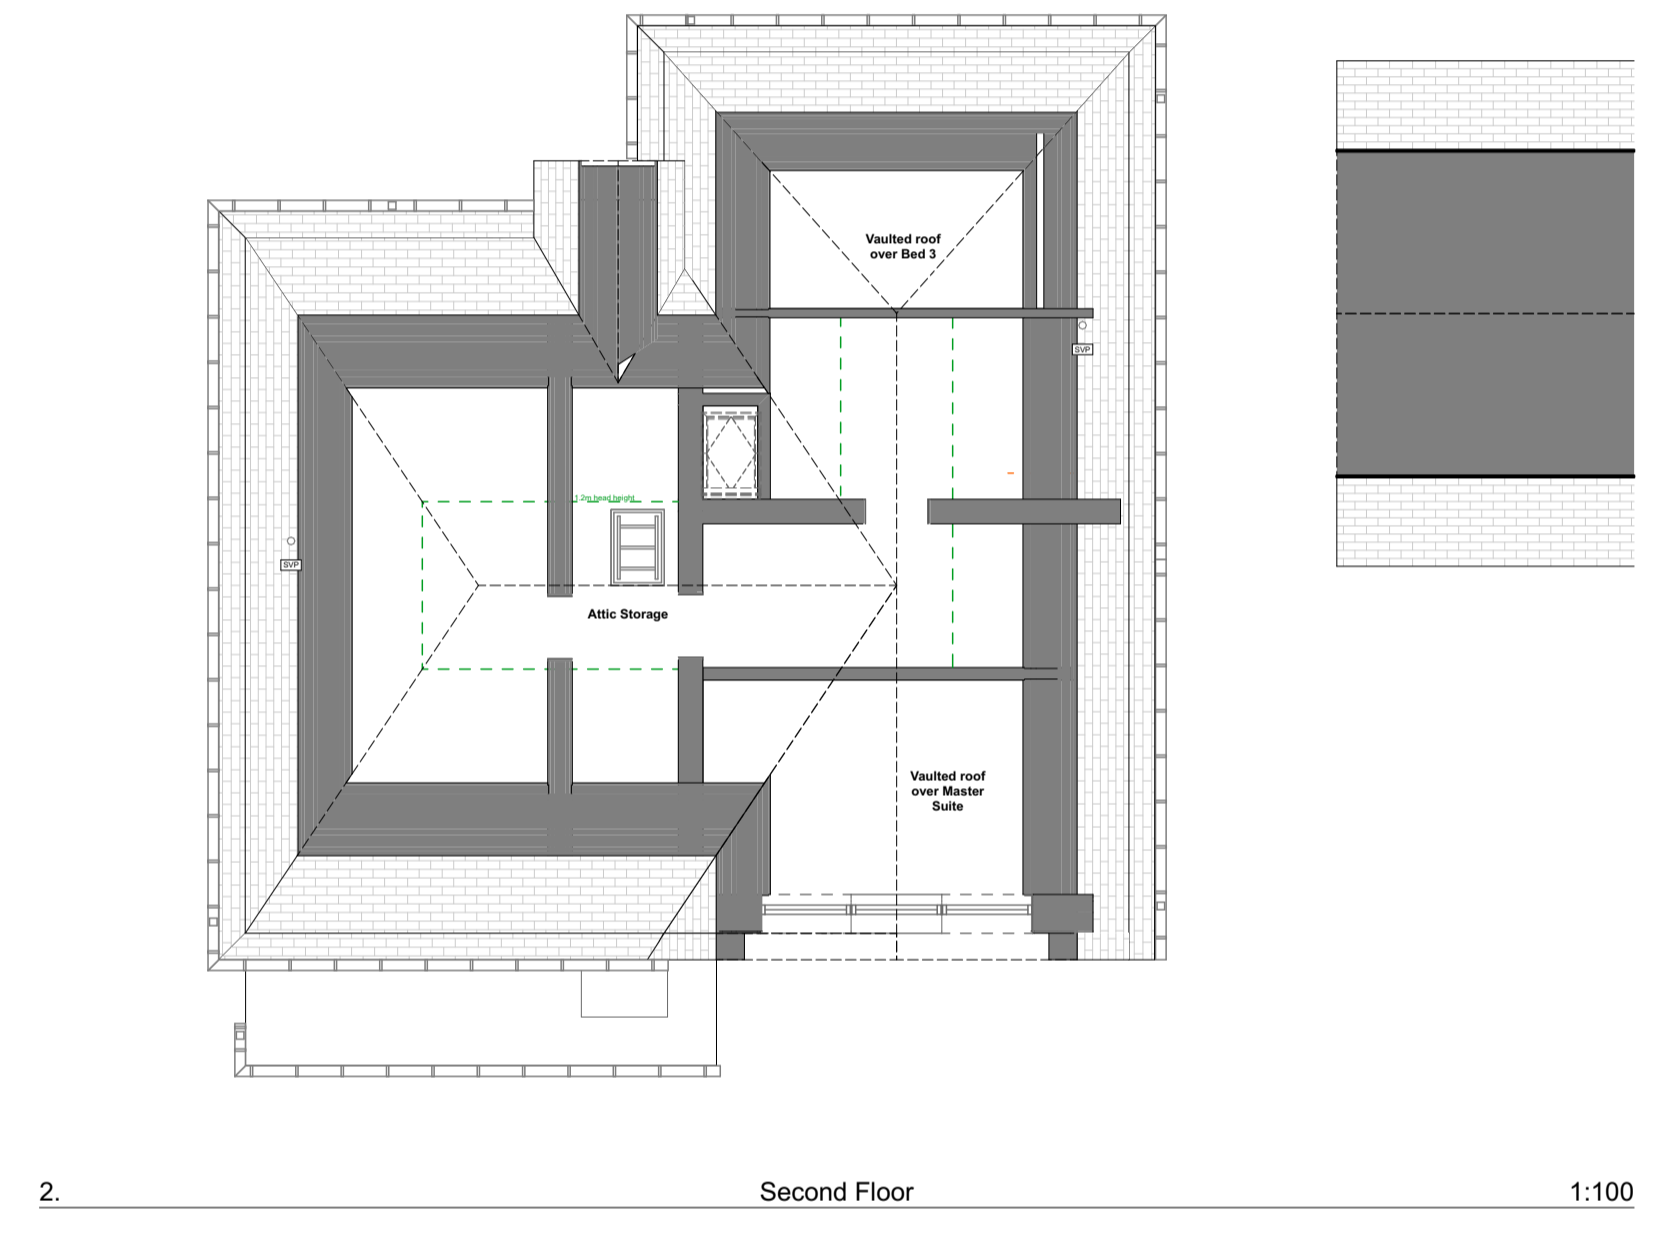 Vaulted roof
over Bed 3
SVP
1.2m head height
SVP
Attic Storage
Vaulted roof
over Master
Suite
2.
Second Floor
1:100